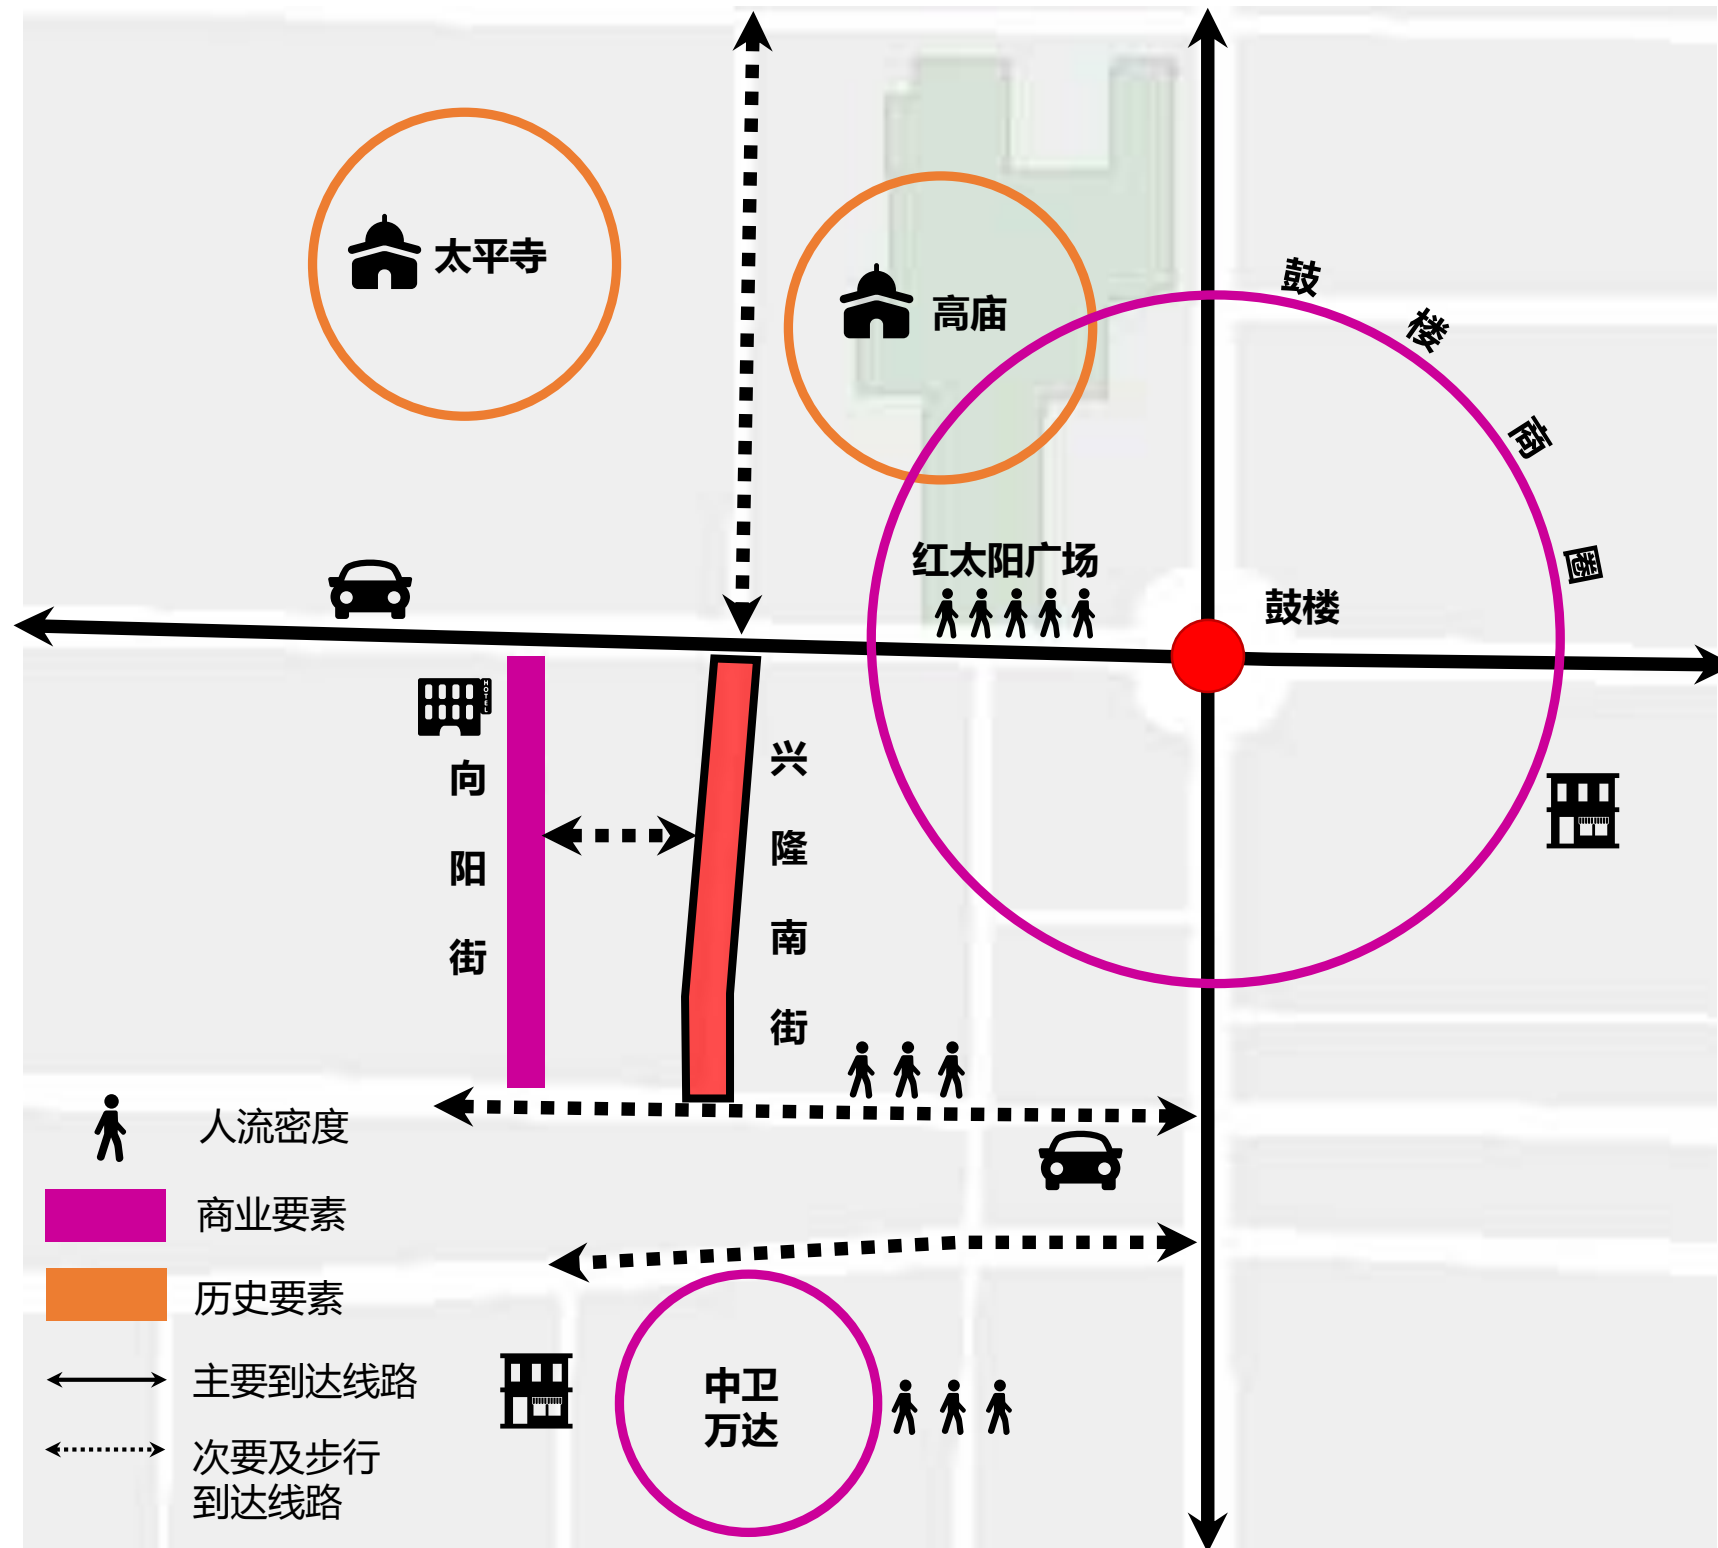 太平寺
高庙
鼓楼商圈
红太阳广场
鼓楼
HOTEL
向阳街
兴隆南街
人流密度
商业要素
历史要素
主要到达线路
次要及步行
到达线路
中卫
万达